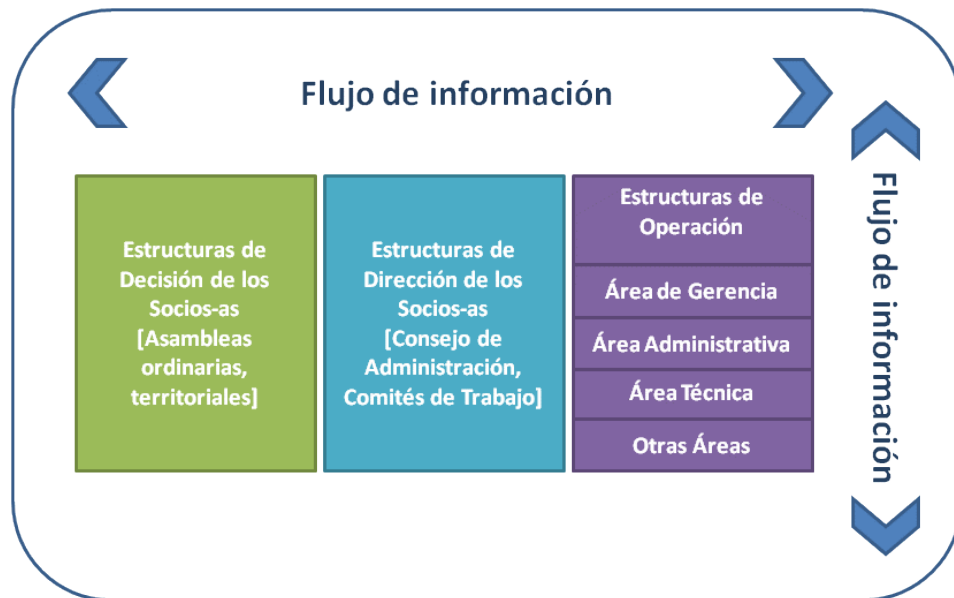 Flujo de información
Estructuras de
Decisión de los
Socios-as
[Asambleas
ordinarias,
territoriales]
Estructuras de
Dirección de los
Socios-as
[Consejo de
Administración,
Comités de Trabajo]
Estructuras de
Operación
Área de Gerencia
Área Administrativa
Área Técnica
Otras Áreas
Flujo de información